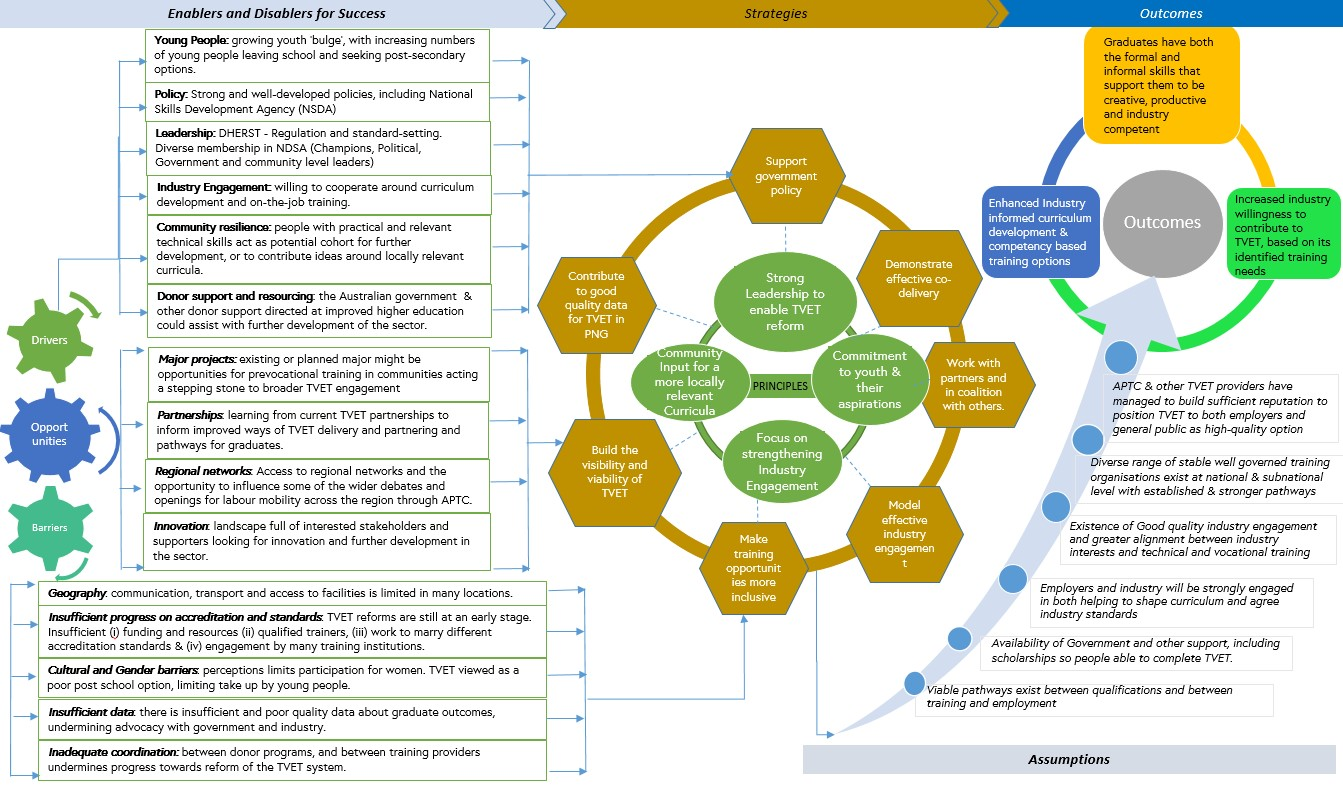 Enablers and Disablers for Success
Strategies
Outcomes
Young People: growing youth 'bulge', with increasing numbers
of young people leaving school and seeking post-secondary
options.
Policy: Strong and well-developed policies, including National
Skills Development Agency (NSDA)
Leadership: DHERST - Regulation and standard-setting.
Diverse membership in NDSA (Champions, Political,
Government and community level leaders)
Industry Engagement: willing to cooperate around curriculum
development and on-the-job training.
Community resilience: people with practical and relevant
technical skills act as potential cohort for further
development, or to contribute ideas around locally relevant
curricula.
Donor support and resourcing: the Australian government &
other donor support directed at improved higher education
could assist with further development of the sector.
Drivers
Major projects: existing or planned major might be
opportunities for prevocational training in communities acting
a stepping stone to broader TVET engagement
Partnerships: learning from current TVET partnerships to
inform improved ways of TVET delivery and partnering and
pathways for graduates.
Regional networks: Access to regional networks and the
opportunity to influence some of the wider debates and
openings for labour mobility across the region through APTC.
Innovation: landscape full of interested stakeholders and
supporters looking for innovation and further development in
the sector.
Opport
unities
Barriers
Geography: communication, transport and access to facilities is limited in many locations.
Insufficient progress on accreditation and standards: TVET reforms are still at an early stage.
Insufficient (i) funding and resources (ii) qualified trainers, (iii) work to marry different
accreditation standards & (iv) engagement by many training institutions.
Cultural and Gender barriers: perceptions limits participation for women. TVET viewed as a
poor post school option, limiting take up by young people.
Insufficient data: there is insufficient and poor quality data about graduate outcomes,
undermining advocacy with government and industry.
Inadequate coordination: between donor programs, and between training providers
undermines progress towards reform of the TVET system.
Support
government
policy
Demonstrate
effective co-
delivery
Work with
partners and
in coalition
with others.
Model
effective
industry
engagemen
t
Make
training
opportunit
ies more
inclusive
Build the
visibility and
viability of
TVET
Contribute
to good
quality data
for TVET in
PNG
Strong
Leadership to
enable TVET
reform
Community
Input for a
more locally
relevant
Curricula
PRINCIPLES
Commitment
to youth &
their
aspirations
Focus on
strengthening
Industry
Engagement
Graduates have both
the formal and
informal skills that
support them to be
creative, productive
and industry
competent
Enhanced Industry
informed curriculum
development &
competency based
training options
Outcomes
Increased industry
willingness to
contribute to
TVET, based on its
identified training
needs
APTC & other TVET providers have
managed to build sufficient reputation to
position TVET to both employers and
general public as high-quality option
Diverse range of stable well governed training
organisations exist at national & subnational
level with established & stronger pathways
Existence of Good quality industry engagement
and greater alignment between industry
interests and technical and vocational training
Employers and industry will be strongly engaged
in both helping to shape curriculum and agree
industry standards
Availability of Government and other support, including
scholarships so people able to complete TVET.
Viable pathways exist between qualifications and between
training and employment
Assumptions